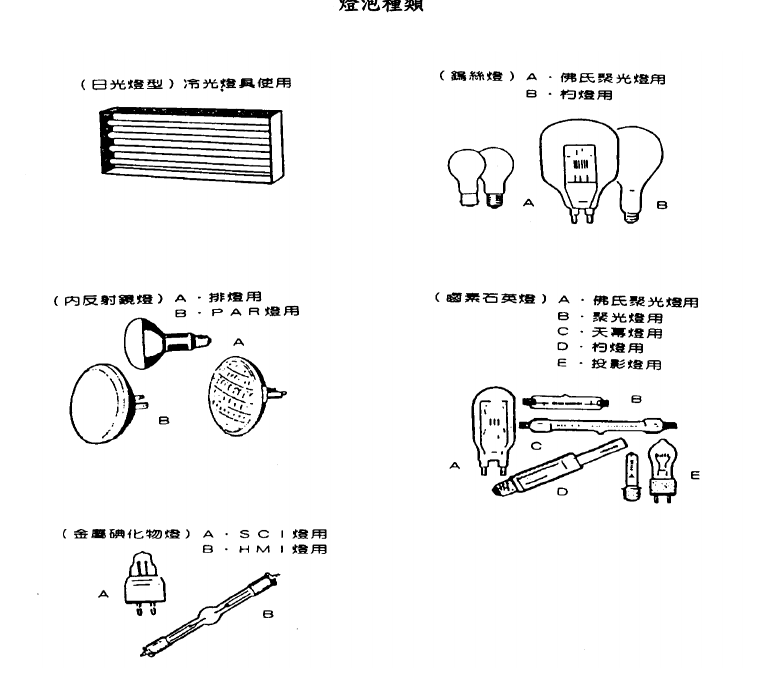 燈泡種類
（日光燈型）冷光燈具使用
（鎢絲燈）A．佛氏聚光燈用
B．杓燈用
A
B
（內反射鏡燈）A．排燈用
B．PAR燈用
A
B
（鹵素石英燈）A．佛氏聚光燈用
B．聚光燈用
C．天幕燈用
D．杓燈用
E．投影燈用
B
C
A
D
E
（金屬碘化物燈）A．SCI燈用
B．HMI燈用
A
B